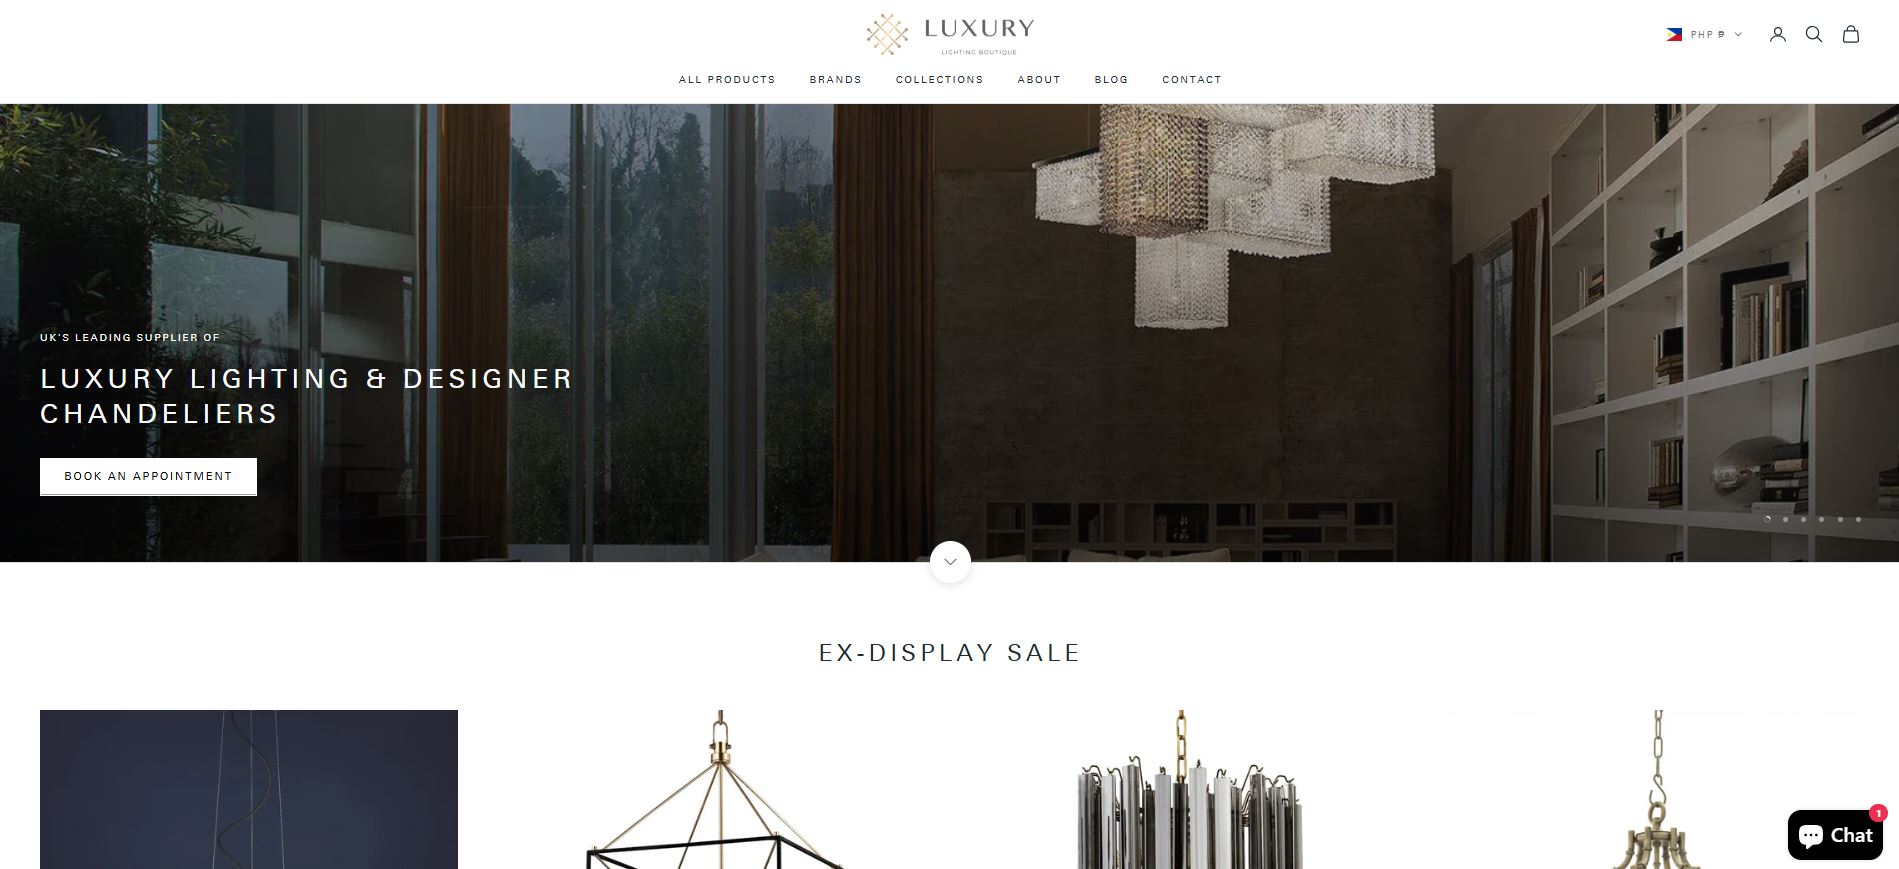 LUXURY
LIGHTING BOUTIQUE
PHP ₱
ALL PRODUCTS
BRANDS
COLLECTIONS
ABOUT
BLOG
CONTACT
UK'S LEADING SUPPLIER OF
LUXURY LIGHTING & DESIGNER
CHANDELIERS
BOOK AN APPOINTMENT
EX-DISPLAY SALE
1
Chat